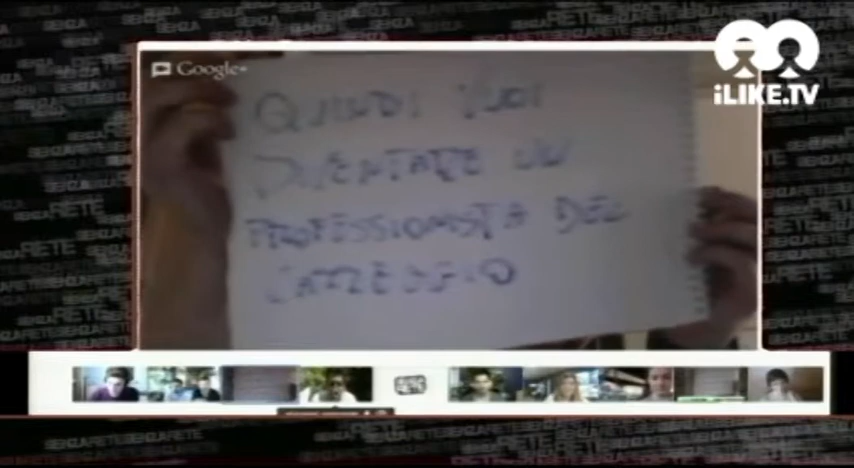 Google+
iLIKE.TV
QUINDI VUOI
DIVENTARE UN
PROFESSIONISTA DEL
CAZZEGGIO